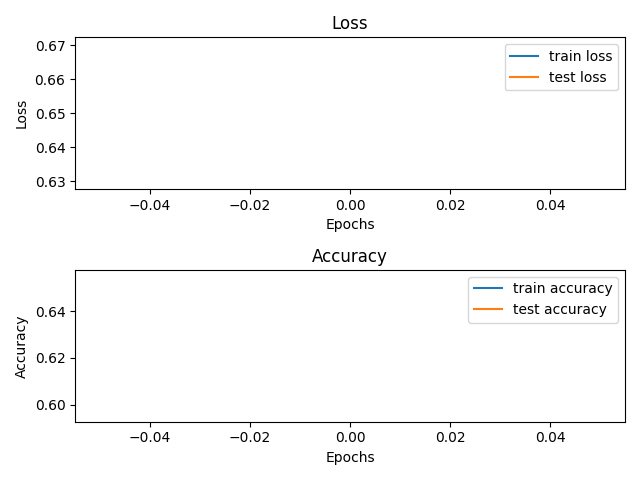 Loss
0.67
0.66
0.65
0.64
0.63
Loss
train loss
test loss
−0.04 −0.02 0.00 0.02 0.04
Epochs
Accuracy
0.64
0.62
0.60
Accuracy
train accuracy
test accuracy
−0.04 −0.02 0.00 0.02 0.04
Epochs